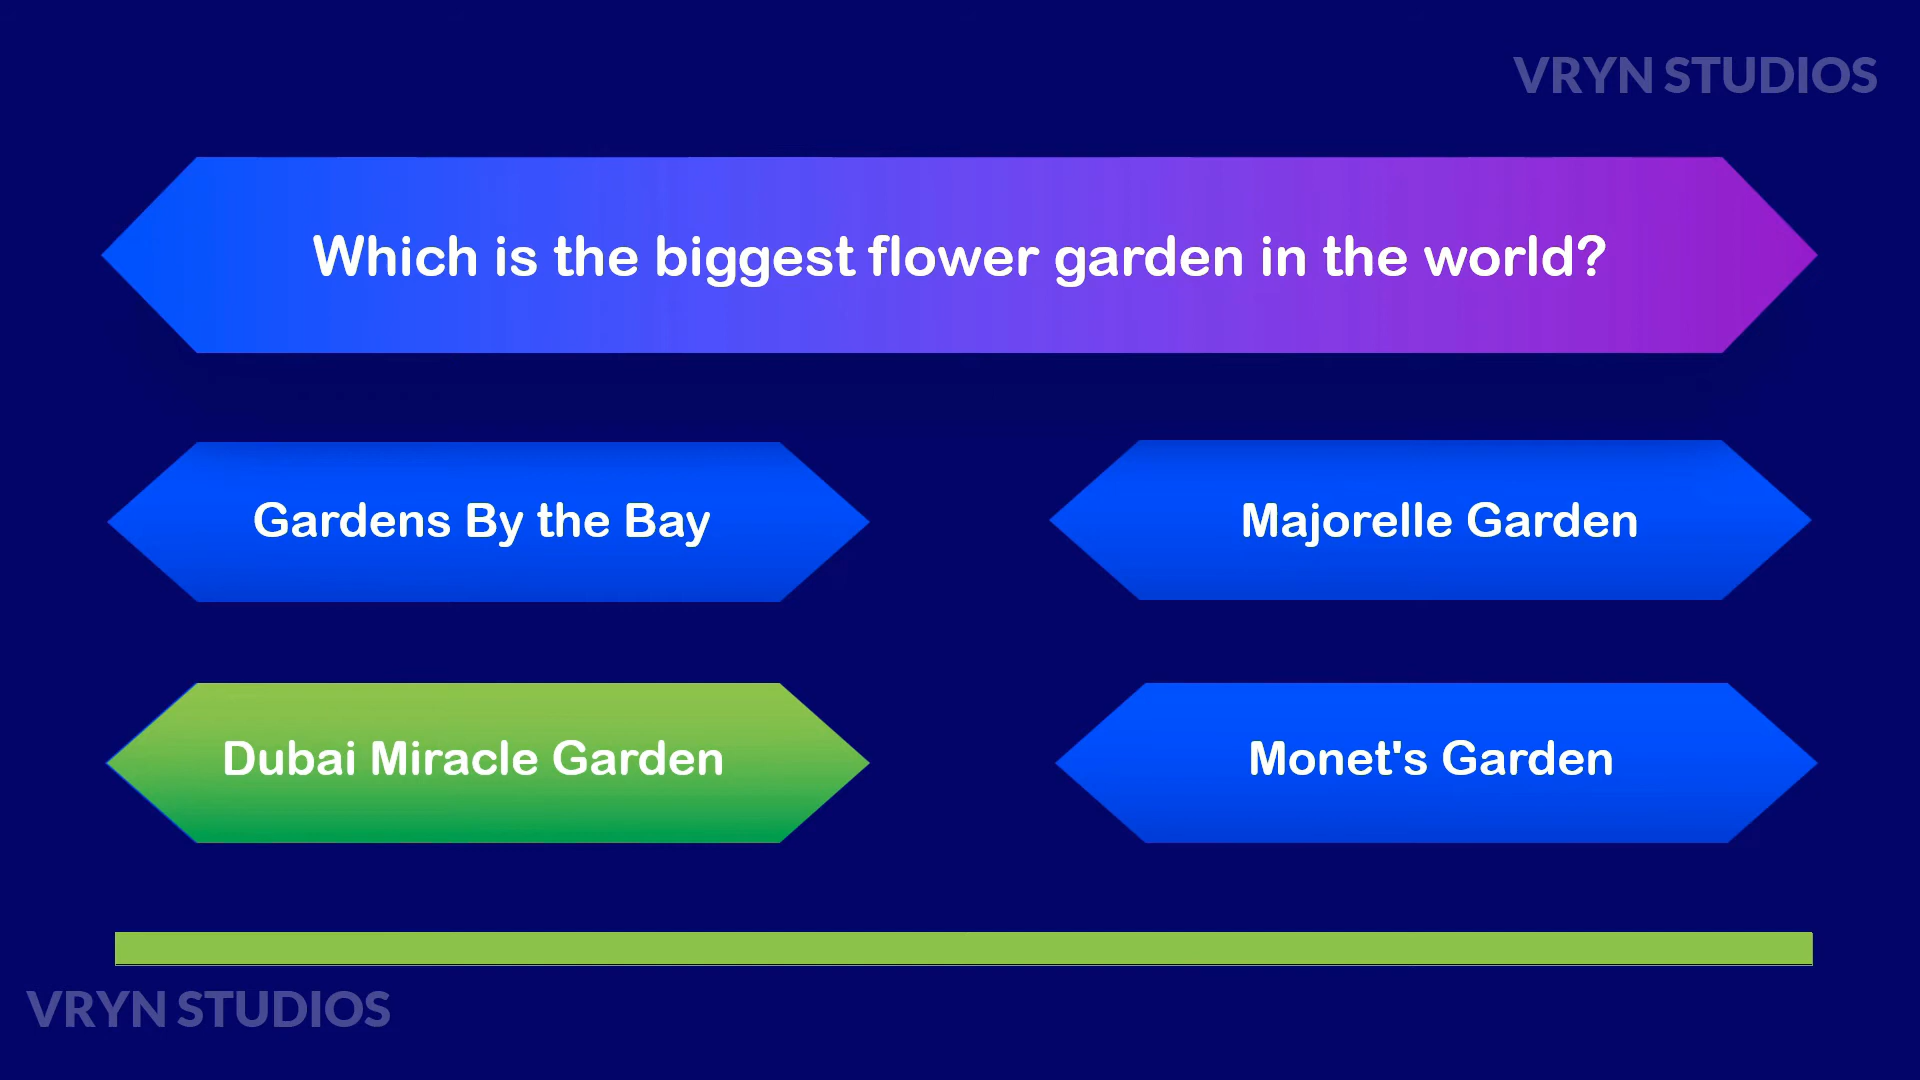 VRYN STUDIOS
Which is the biggest flower garden in the world?
Gardens By the Bay
Majorelle Garden
Dubai Miracle Garden
Monet's Garden
VRYN STUDIOS